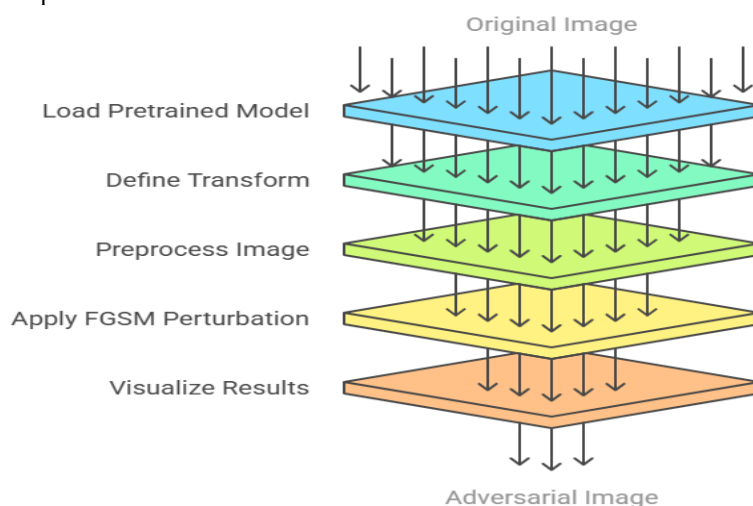 Original Image
Load Pretrained Model
Define Transform
Preprocess Image
Apply FGSM Perturbation
Visualize Results
Adversarial Image